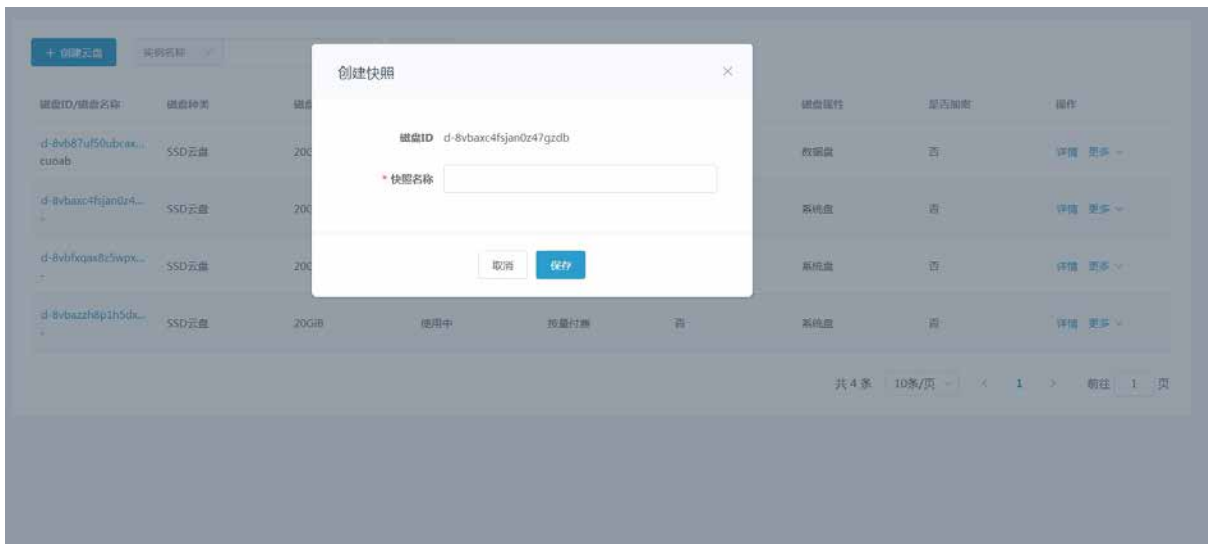 + 创建云盘 实例名称
创建快照
磁盘ID/磁盘名称 磁盘种类 磁盘属性 是否加密 操作
磁盘ID d-8vbaxc4fsjan0z47gzdb
d-8vb87uf50ubcax... SSD云盘 数据盘 否 详情 更多
cuoab
* 快照名称
d-8vbaxc4fsjan0z4... SSD云盘 系统盘 否 详情 更多
-
d-8vbfxqax8z5wpx... SSD云盘 系统盘 否 详情 更多
-
取消 保存
d-8vbazzh8p1h5dx... SSD云盘 20GiB 使用中 按量付费 否 系统盘 否 详情 更多
-
共 4 条 10条/页 < 1 > 前往 1 页